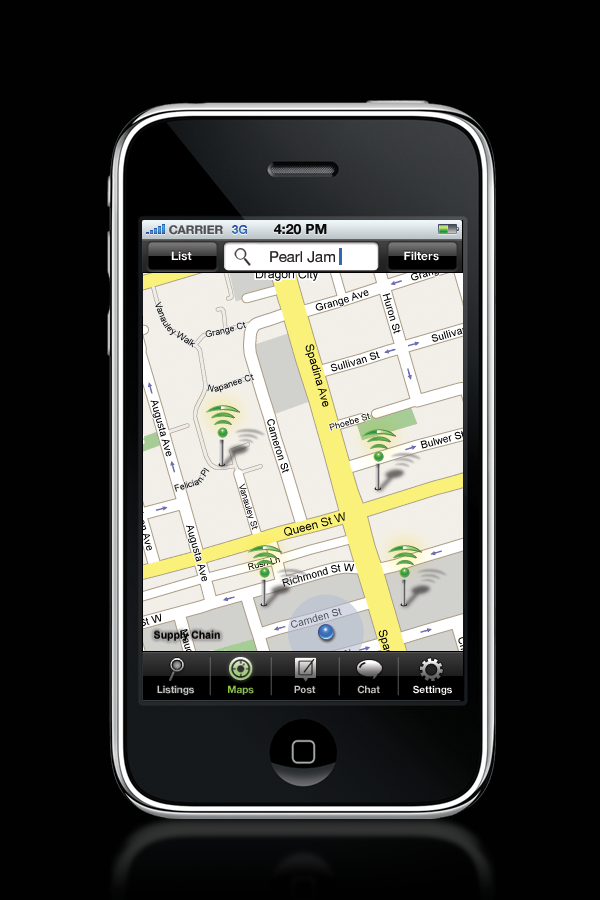 CARRIER 3G 4:20 PM
List
Pearl Jam
Filters
Dragon City
Grange Ave
Vanauley Walk
Grange Ct
Huron St
Sullivan St
Spadina Ave
Wapanee Ct
Augusta Ave
Phoebe St
Cameron St
Bulwer St
Felician Pl
Vanauley St
Queen St W
Augusta Ave
Rush Ln
Richmond St W
St W
Camden St
Supply Chain
Listings
Maps
Post
Chat
Settings